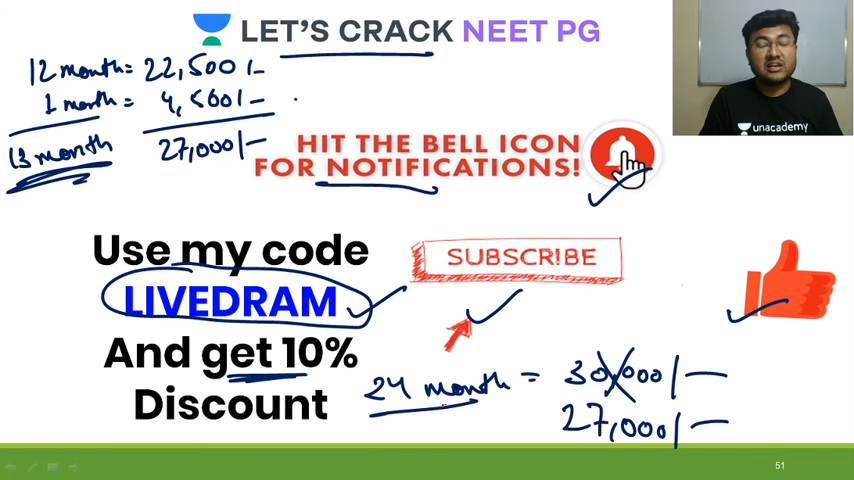 LET'S CRACK NEET PG
12 month = 22,500/-
1 month = 4,500/-
13 month 27,000/-
unacademy
HIT THE BELL ICON
FOR NOTIFICATIONS!
Use my code
LIVEDRAM
And get 10%
Discount
SUBSCRIBE
24 month = 30,000/-
27,000/-
51